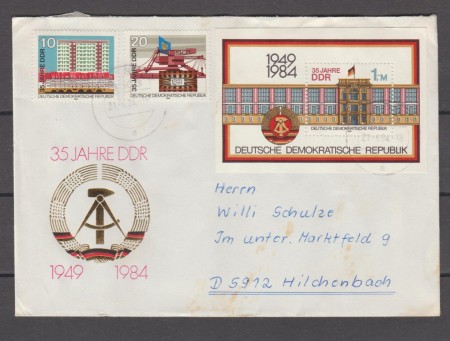 10
35 JAHRE DDR
DEUTSCHE DEMOKRATISCHE REPUBLIK
20
35 JAHRE DDR
DEUTSCHE DEMOKRATISCHE REPUBLIK
1949
1984
35 JAHRE
DDR
1M
DEUTSCHE DEMOKRATISCHE REPUBLIK
DEUTSCHE DEMOKRATISCHE REPUBLIK
35 JAHRE DDR
1949 1984
Herrn
Willi Schulze
Im unter. Marktfeld 9
D 5912 Hilchenbach